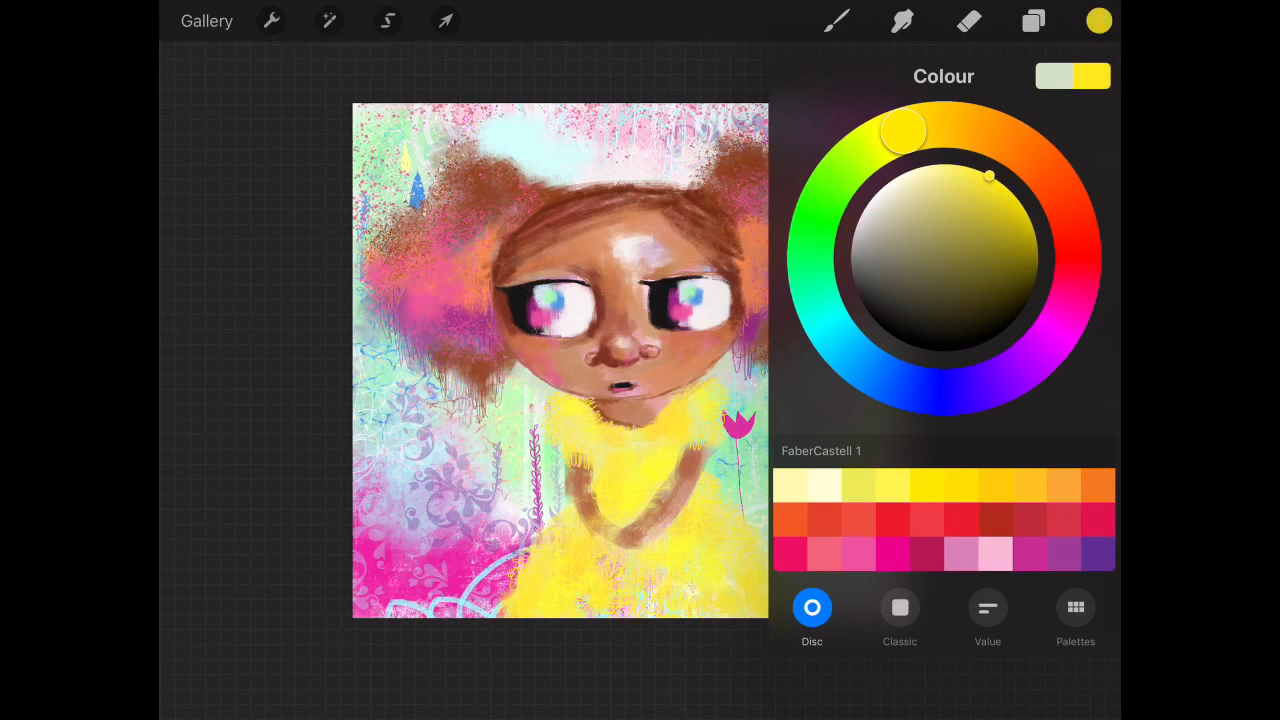 Gallery
Colour
FaberCastell 1
Disc
Classic
Value
Palettes